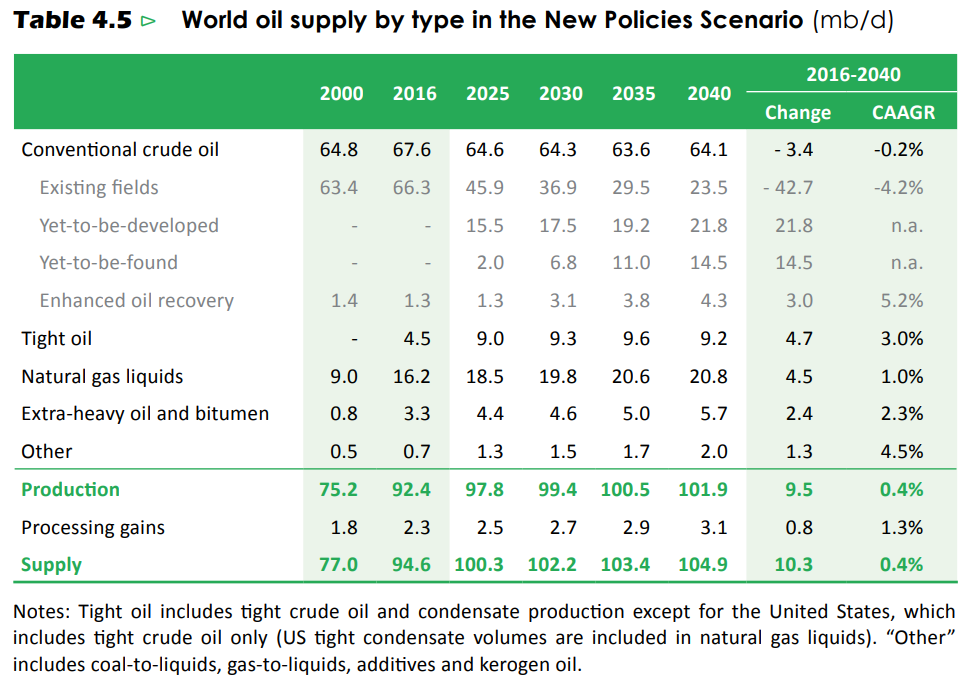 Table 4.5 ▷ World oil supply by type in the New Policies Scenario (mb/d)
2016-2040
2000 2016 2025 2030 2035 2040 Change CAAGR
Conventional crude oil 64.8 67.6 64.6 64.3 63.6 64.1 - 3.4 -0.2%
Existing fields 63.4 66.3 45.9 36.9 29.5 23.5 - 42.7 -4.2%
Yet-to-be-developed - - 15.5 17.5 19.2 21.8 21.8 n.a.
Yet-to-be-found - - 2.0 6.8 11.0 14.5 14.5 n.a.
Enhanced oil recovery 1.4 1.3 1.3 3.1 3.8 4.3 3.0 5.2%
Tight oil - 4.5 9.0 9.3 9.6 9.2 4.7 3.0%
Natural gas liquids 9.0 16.2 18.5 19.8 20.6 20.8 4.5 1.0%
Extra-heavy oil and bitumen 0.8 3.3 4.4 4.6 5.0 5.7 2.4 2.3%
Other 0.5 0.7 1.3 1.5 1.7 2.0 1.3 4.5%
Production 75.2 92.4 97.8 99.4 100.5 101.9 9.5 0.4%
Processing gains 1.8 2.3 2.5 2.7 2.9 3.1 0.8 1.3%
Supply 77.0 94.6 100.3 102.2 103.4 104.9 10.3 0.4%
Notes: Tight oil includes tight crude oil and condensate production except for the United States, which
includes tight crude oil only (US tight condensate volumes are included in natural gas liquids). “Other”
includes coal-to-liquids, gas-to-liquids, additives and kerogen oil.